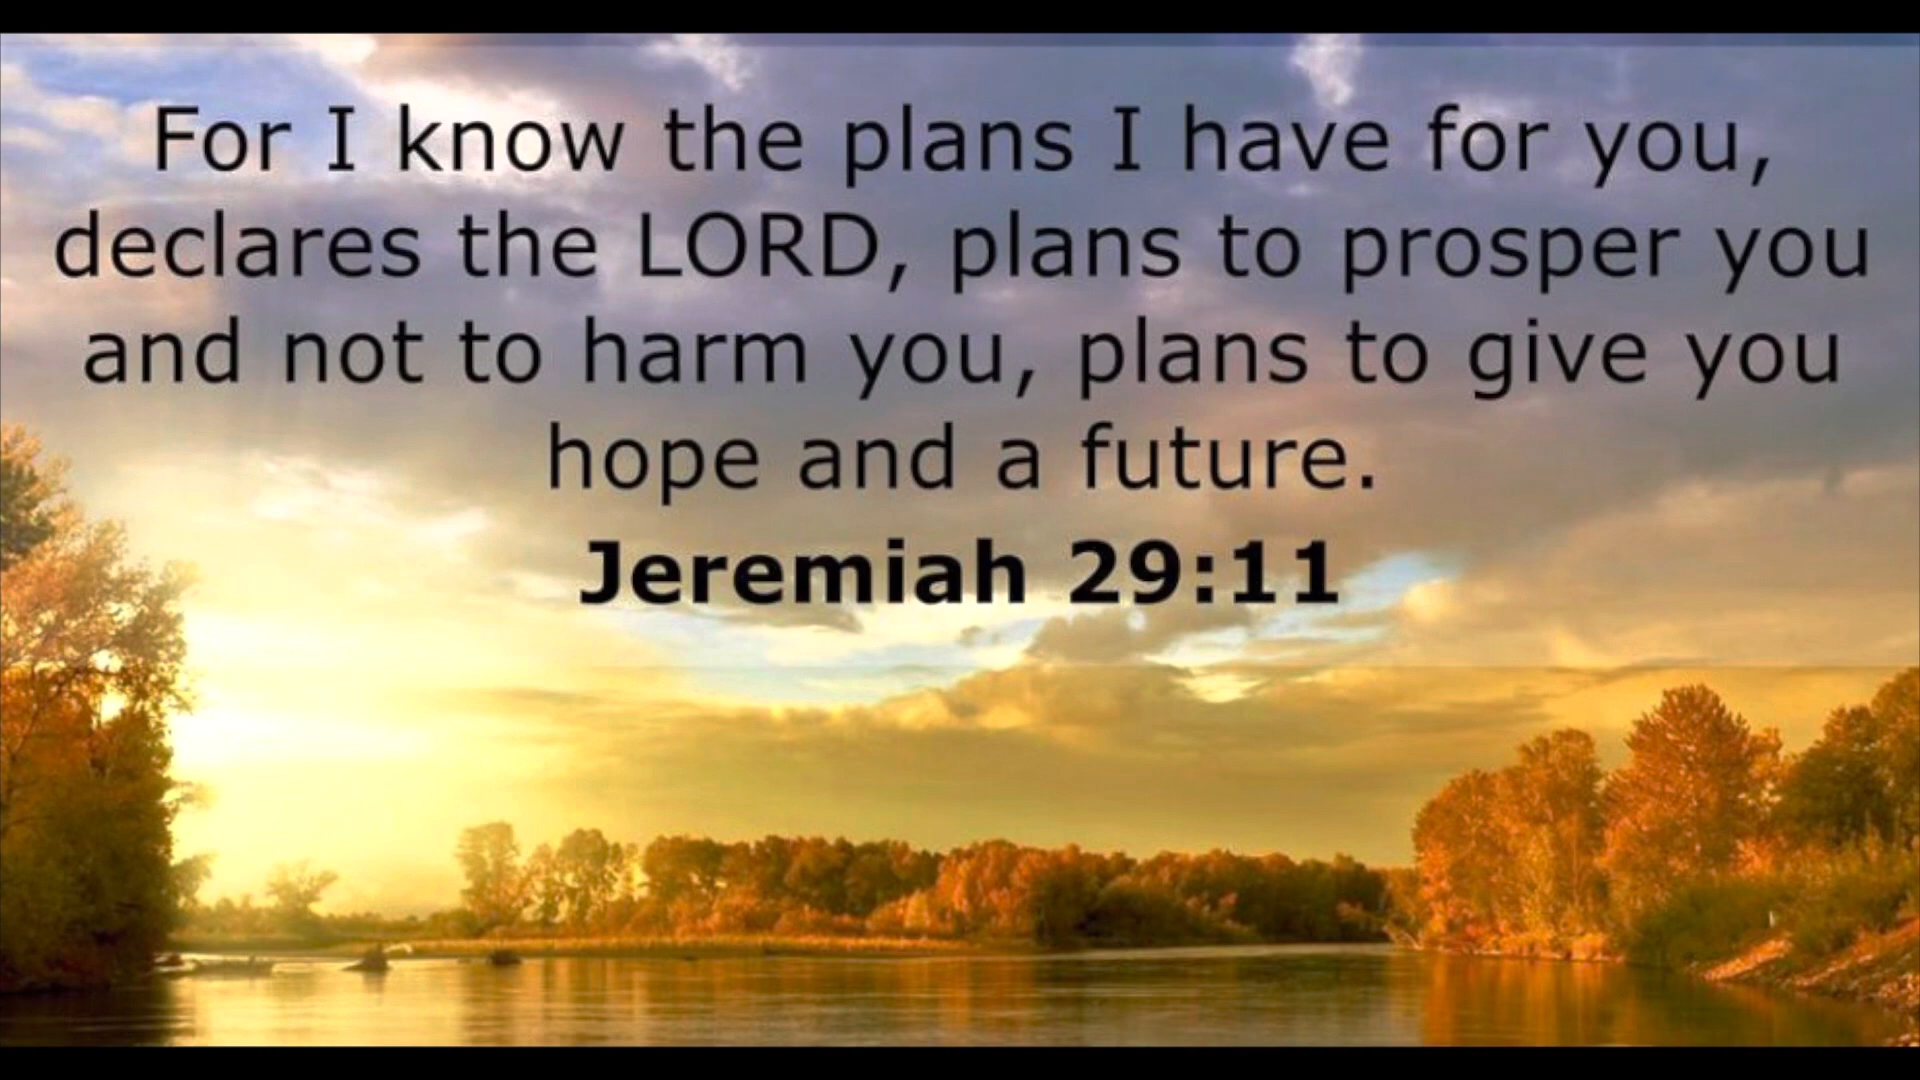 For I know the plans I have for you,
declares the LORD, plans to prosper you
and not to harm you, plans to give you
hope and a future.
Jeremiah 29:11